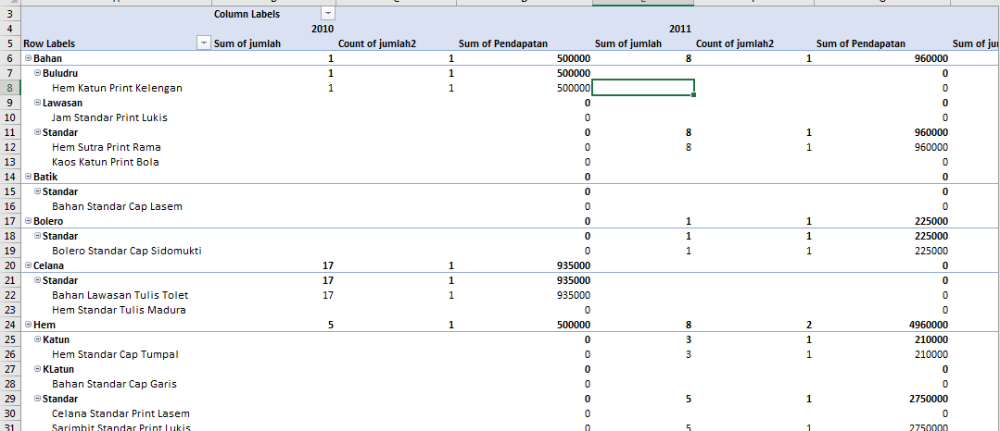 3 Column Labels
4 2010 2011
5 Row Labels Sum of jumlah Count of jumlah2 Sum of Pendapatan Sum of jumlah Count of jumlah2 Sum of Pendapatan Sum of ju
6 Bahan 1 1 500000 8 1 960000
7 Buludru 1 1 500000 0
8 Hem Katun Print Kelengan 1 1 500000 0
9 Lawasan 0 0
10 Jam Standar Print Lukis 0 0
11 Standar 0 8 1 960000
12 Hem Sutra Print Rama 0 8 1 960000
13 Kaos Katun Print Bola 0 0
14 Batik 0 0
15 Standar 0 0
16 Bahan Standar Cap Lasem 0 0
17 Bolero 0 1 1 225000
18 Standar 0 1 1 225000
19 Bolero Standar Cap Sidomukti 0 1 1 225000
20 Celana 17 1 935000 0
21 Standar 17 1 935000 0
22 Bahan Lawasan Tulis Tolet 17 1 935000 0
23 Hem Standar Tulis Madura 0 0
24 Hem 5 1 500000 8 2 4960000
25 Katun 0 3 1 210000
26 Hem Standar Cap Tumpal 0 3 1 210000
27 KLatun 0 0
28 Bahan Standar Cap Garis 0 0
29 Standar 0 5 1 2750000
30 Celana Standar Print Lasem 0 0
31 Sarimbit Standar Print Lukis 0 5 1 2750000